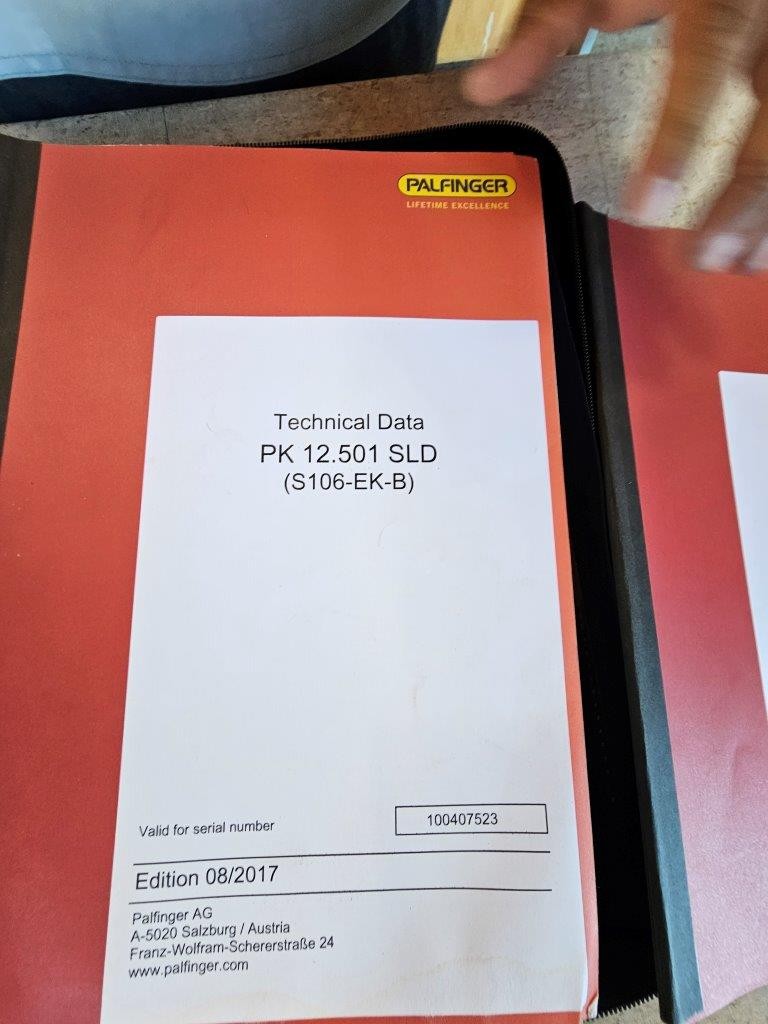 PALFINGER
LIFETIME EXCELLENCE
Technical Data
PK 12.501 SLD
(S106-EK-B)
Valid for serial number 100407523
Edition 08/2017
Palfinger AG
A-5020 Salzburg / Austria
Franz-Wolfram-Schererstraße 24
www.palfinger.com